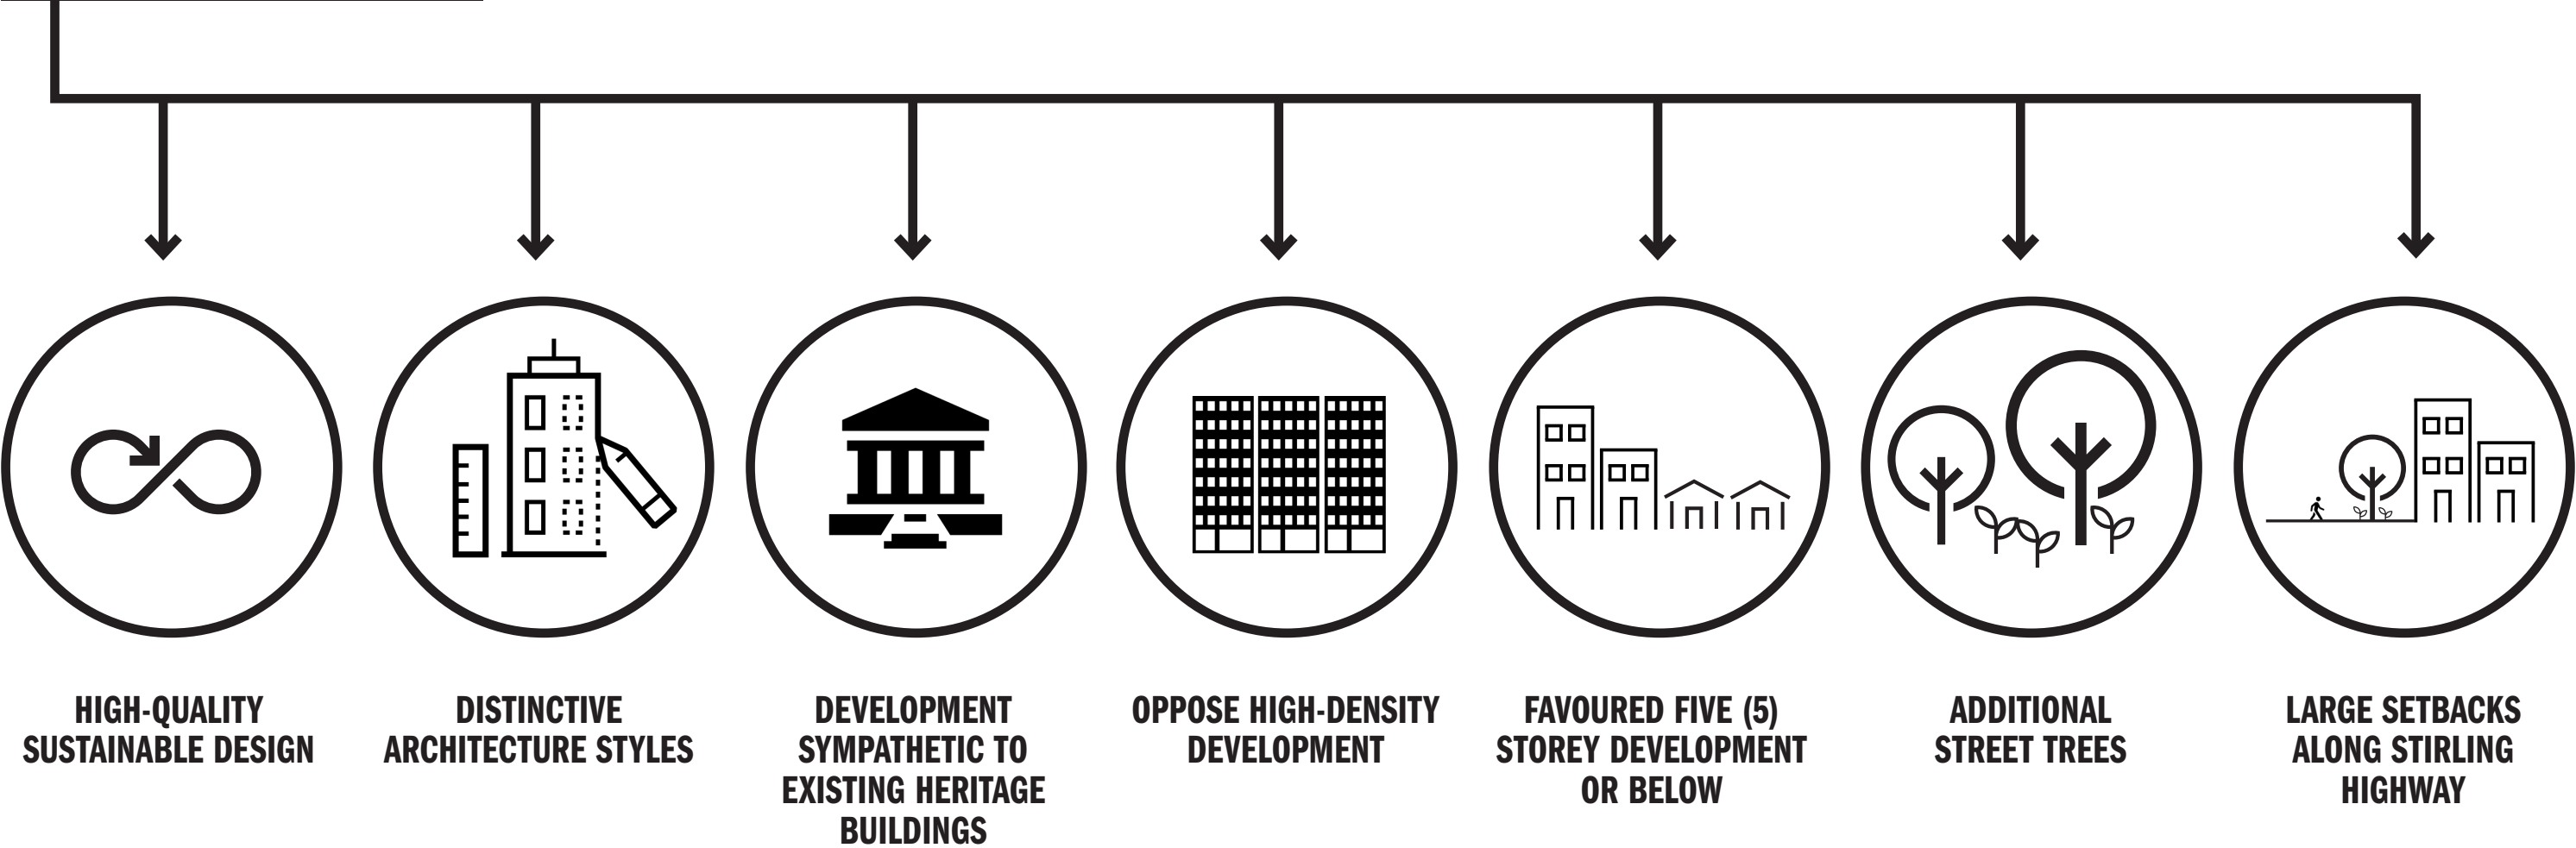 HIGH-QUALITY
SUSTAINABLE DESIGN
DISTINCTIVE
ARCHITECTURE STYLES
DEVELOPMENT
SYMPATHETIC TO
EXISTING HERITAGE
BUILDINGS
OPPOSE HIGH-DENSITY
DEVELOPMENT
FAVOURED FIVE (5)
STOREY DEVELOPMENT
OR BELOW
ADDITIONAL
STREET TREES
LARGE SETBACKS
ALONG STIRLING
HIGHWAY